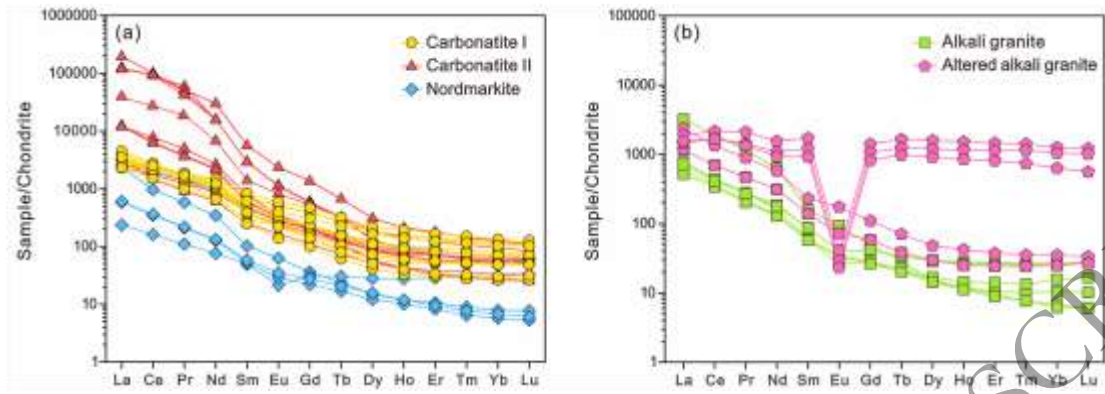 (a)
Carbonatite I
Carbonatite II
Nordmarkite
Sample/Chondrite
1000000
100000
10000
1000
100
10
1
La Ce Pr Nd Sm Eu Gd Tb Dy Ho Er Tm Yb Lu
(b)
Alkali granite
Altered alkali granite
Sample/Chondrite
100000
10000
1000
100
10
1
La Ce Pr Nd Sm Eu Gd Tb Dy Ho Er Tm Yb Lu